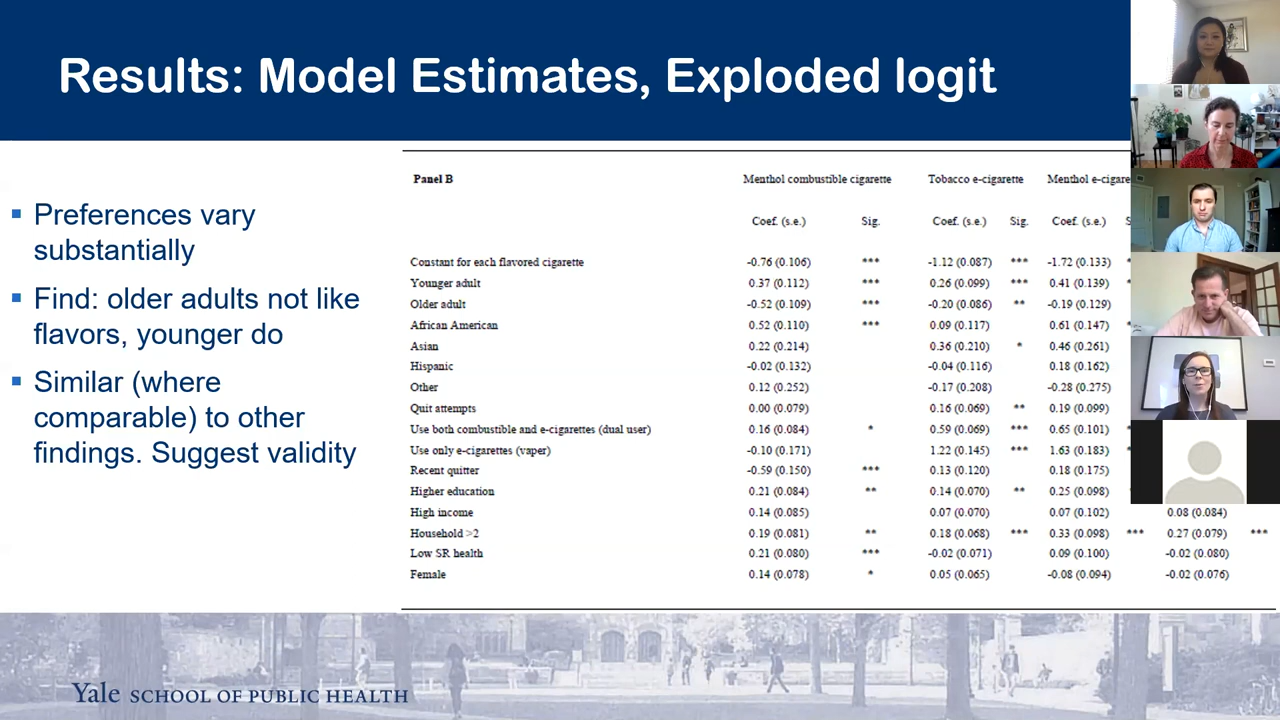 Results: Model Estimates, Exploded logit
▪ Preferences vary
substantially
▪ Find: older adults not like
flavors, younger do
▪ Similar (where
comparable) to other
findings. Suggest validity
Panel B Menthol combustible cigarette Tobacco e-cigarette Menthol
Coef. (s.e.) Sig. Coef. (s.e.) Sig. Coef. (s.e.)
Constant for each flavored cigarette -0.76 (0.106) *** -1.12 (0.087) *** -1.72 (0.133)
Younger adult 0.37 (0.112) *** 0.26 (0.099) *** 0.41 (0.139)
Older adult -0.52 (0.109) *** -0.20 (0.086) ** -0.19 (0.129)
African American 0.52 (0.110) *** 0.09 (0.117) 0.61 (0.147)
Asian 0.22 (0.214) 0.36 (0.210) * 0.46 (0.261)
Hispanic -0.02 (0.132) -0.04 (0.116) 0.18 (0.162)
Other 0.12 (0.252) -0.17 (0.208) -0.28 (0.275)
Quit attempts 0.00 (0.079) 0.16 (0.069) ** 0.19 (0.099)
Use both combustible and e-cigarettes (dual user) 0.16 (0.084) * 0.59 (0.069) *** 0.65 (0.101)
Use only e-cigarettes (vaper) -0.10 (0.171) 1.22 (0.145) *** 1.63 (0.183)
Recent quitter -0.59 (0.150) *** 0.13 (0.120) 0.18 (0.175)
Higher education 0.21 (0.084) ** 0.14 (0.070) ** 0.25 (0.098)
High income 0.14 (0.085) 0.07 (0.070) 0.07 (0.102) 0.08 (0.084)
Household >2 0.19 (0.081) ** 0.18 (0.068) *** 0.33 (0.098) *** 0.27 (0.079) ***
Low SR health 0.21 (0.080) *** -0.02 (0.071) 0.09 (0.100) -0.02 (0.080)
Female 0.14 (0.078) * 0.05 (0.065) -0.08 (0.094) -0.02 (0.076)
Yale SCHOOL OF PUBLIC HEALTH